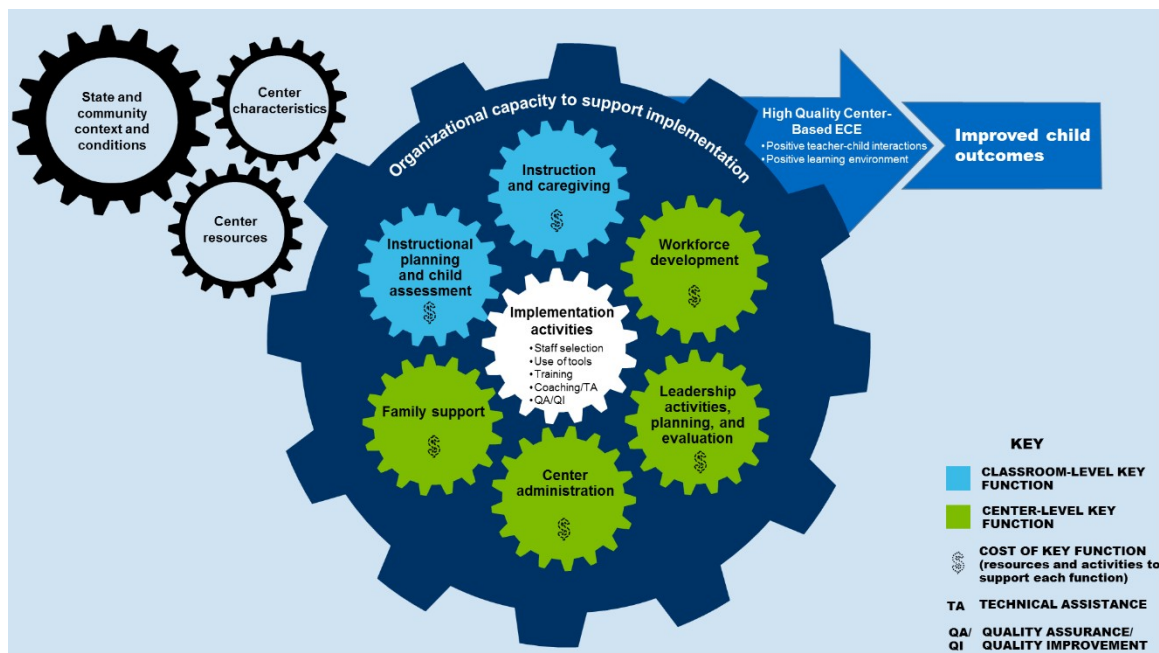 State and
community
context and
conditions
Center
characteristics
Center
resources
Organizational capacity to support implementation
Instruction
and caregiving
$
Instructional
planning
and child
assessment
$
Workforce
development
$
Implementation
activities
•Staff selection
•Use of tools
•Training
•Coaching/TA
•QA/QI
Family support
$
Leadership
activities,
planning, and
evaluation
$
Center
administration
$
High Quality Center-
Based ECE
•Positive teacher-child interactions
•Positive learning environment
Improved child
outcomes
KEY
CLASSROOM-LEVEL KEY
FUNCTION
CENTER-LEVEL KEY
FUNCTION
$ COST OF KEY FUNCTION
(resources and activities to
support each function)
TA TECHNICAL ASSISTANCE
QA/ QUALITY ASSURANCE/
QI QUALITY IMPROVEMENT